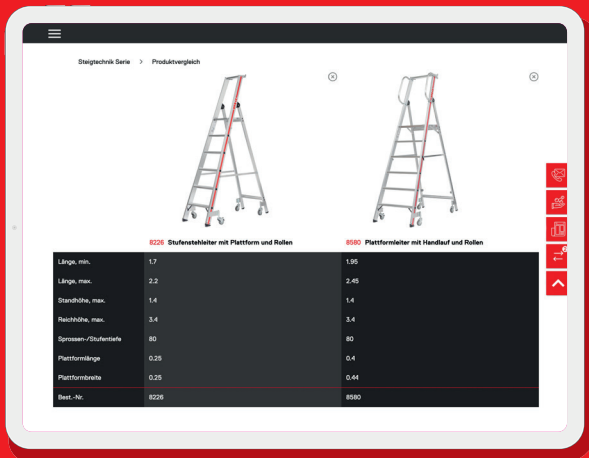 Steigtechnik Serie > Produktvergleich
8226 Stufenstehleiter mit Plattform und Rollen
8580 Plattformleiter mit Handlauf und Rollen
Länge, min. 1.7 1.95
Länge, max. 2.2 2.45
Standhöhe, max. 1.4 1.4
Reichhöhe, max. 3.4 3.4
Sprossen-/Stufentiefe 80 80
Plattformlänge 0.25 0.4
Plattformbreite 0.25 0.44
Best.-Nr. 8226 8580